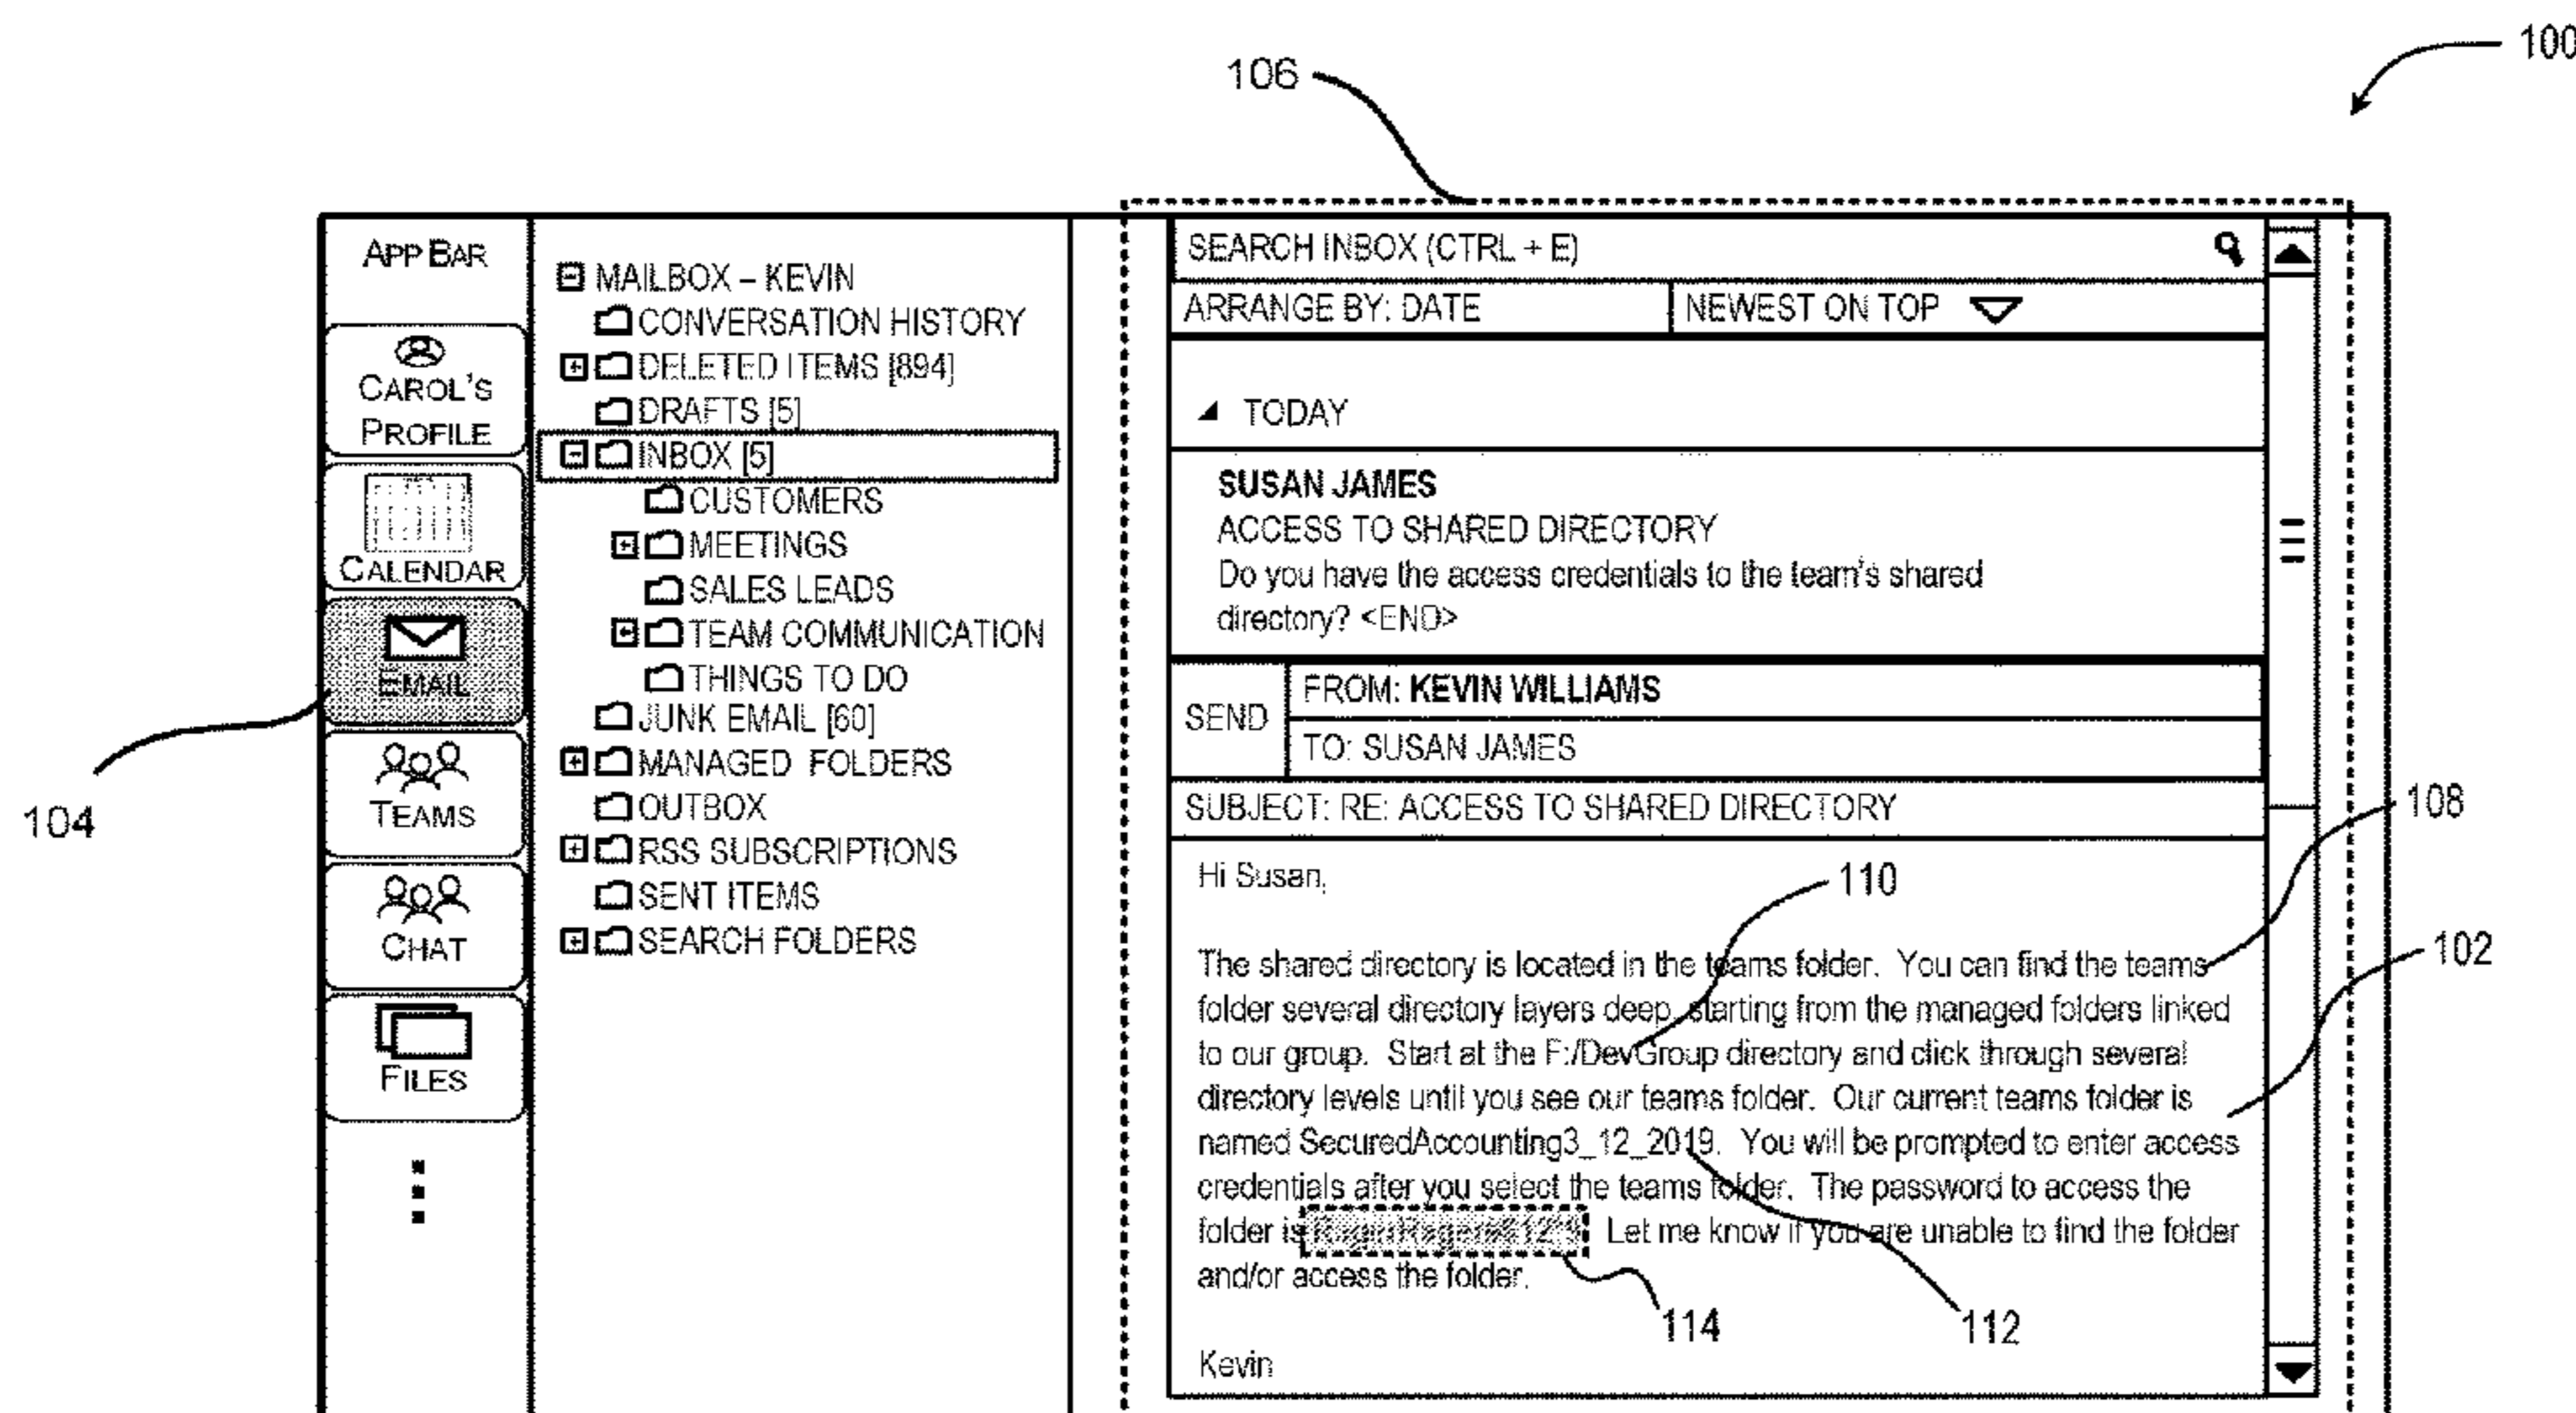 100
106
APP BAR
CAROL'S
PROFILE
CALENDAR
EMAIL
TEAMS
CHAT
FILES
104
MAILBOX – KEVIN
CONVERSATION HISTORY
DELETED ITEMS [894]
DRAFTS [5]
INBOX [5]
CUSTOMERS
MEETINGS
SALES LEADS
TEAM COMMUNICATION
THINGS TO DO
JUNK EMAIL [60]
MANAGED FOLDERS
OUTBOX
RSS SUBSCRIPTIONS
SENT ITEMS
SEARCH FOLDERS
SEARCH INBOX (CTRL + E)
ARRANGE BY: DATE
NEWEST ON TOP
TODAY
SUSAN JAMES
ACCESS TO SHARED DIRECTORY
Do you have the access credentials to the team's shared
directory? <END>
SEND
FROM: KEVIN WILLIAMS
TO: SUSAN JAMES
SUBJECT: RE: ACCESS TO SHARED DIRECTORY
108
Hi Susan,
110
102
The shared directory is located in the teams folder. You can find the teams
folder several directory layers deep, starting from the managed folders linked
to our group. Start at the F:/DevGroup directory and click through several
directory levels until you see our teams folder. Our current teams folder is
named SecuredAccounting3_12_2019. You will be prompted to enter access
credentials after you select the teams folder. The password to access the
folder is Let me know if you are unable to find the folder
and/or access the folder.
114
112
Kevin